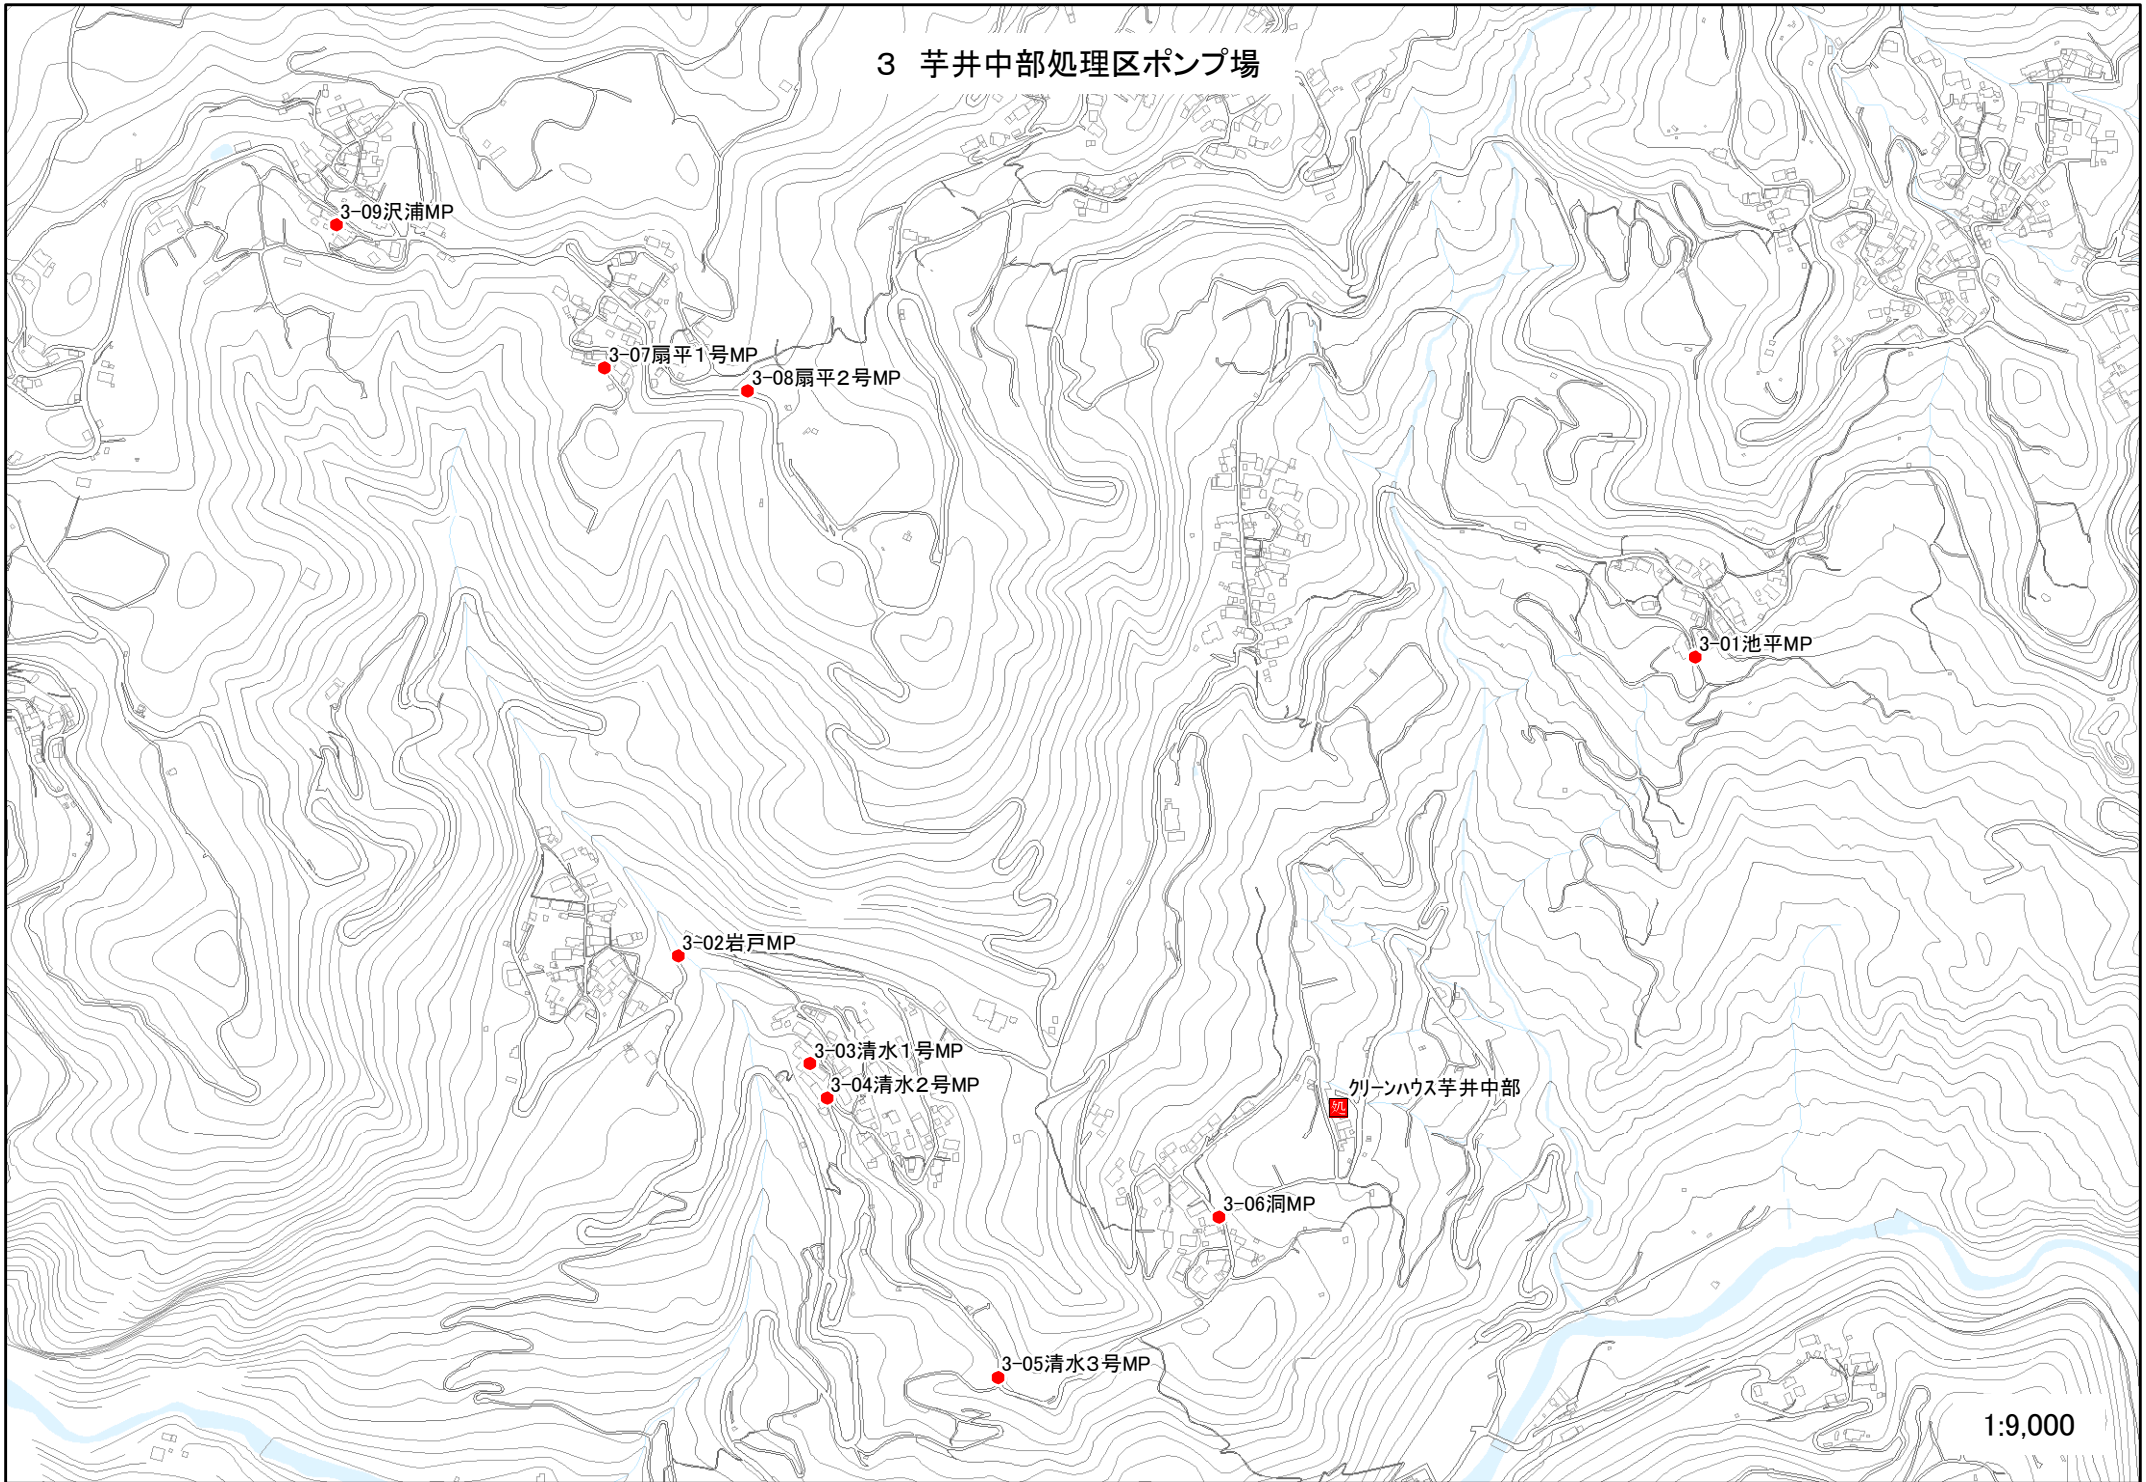 ３　芋井中部処理区ポンプ場
3-09沢浦MP
3-07扇平１号MP
3-08扇平２号MP
3-01池平MP
3-02岩戸MP
3-03清水１号MP
3-04清水２号MP
ｸﾘｰﾝﾊｳｽ芋井中部
処
3-06洞MP
3-05清水３号MP
1:9,000